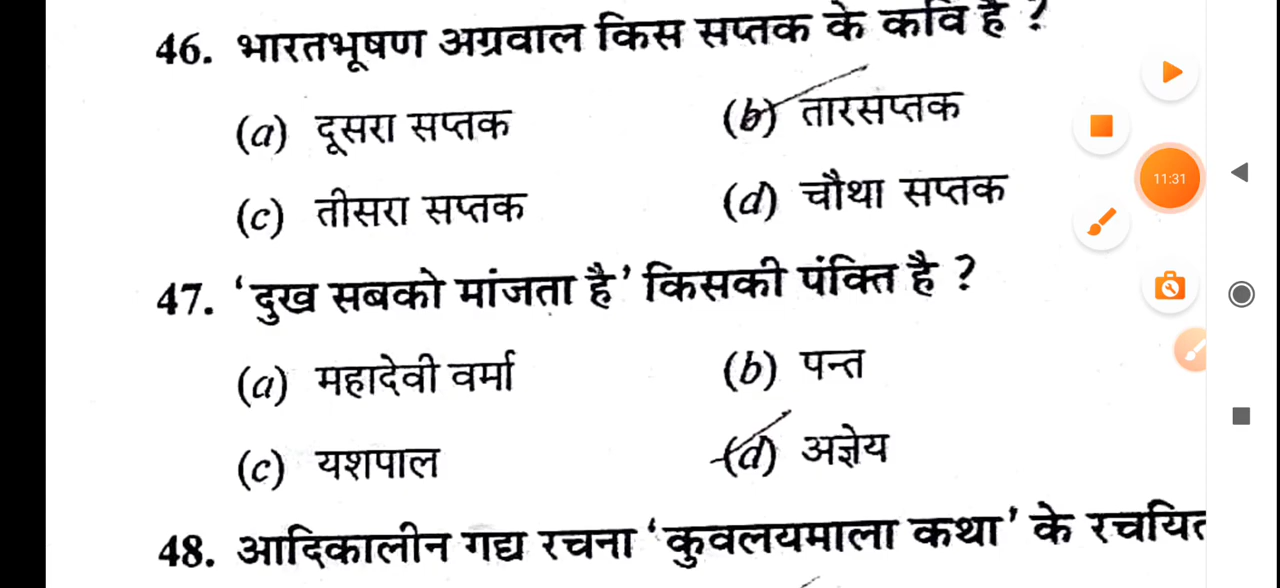 46. भारतभूषण अग्रवाल किस सप्तक के कवि हैं ?
(a) दूसरा सप्तक (b) तारसप्तक
(c) तीसरा सप्तक (d) चौथा सप्तक
47. ‘दुख सबको मांजता है’ किसकी पंक्ति है ?
(a) महादेवी वर्मा (b) पन्त
(c) यशपाल (d) अज्ञेय
48. आदिकालीन गद्य रचना ‘कुवलयमाला कथा’ के
11:31